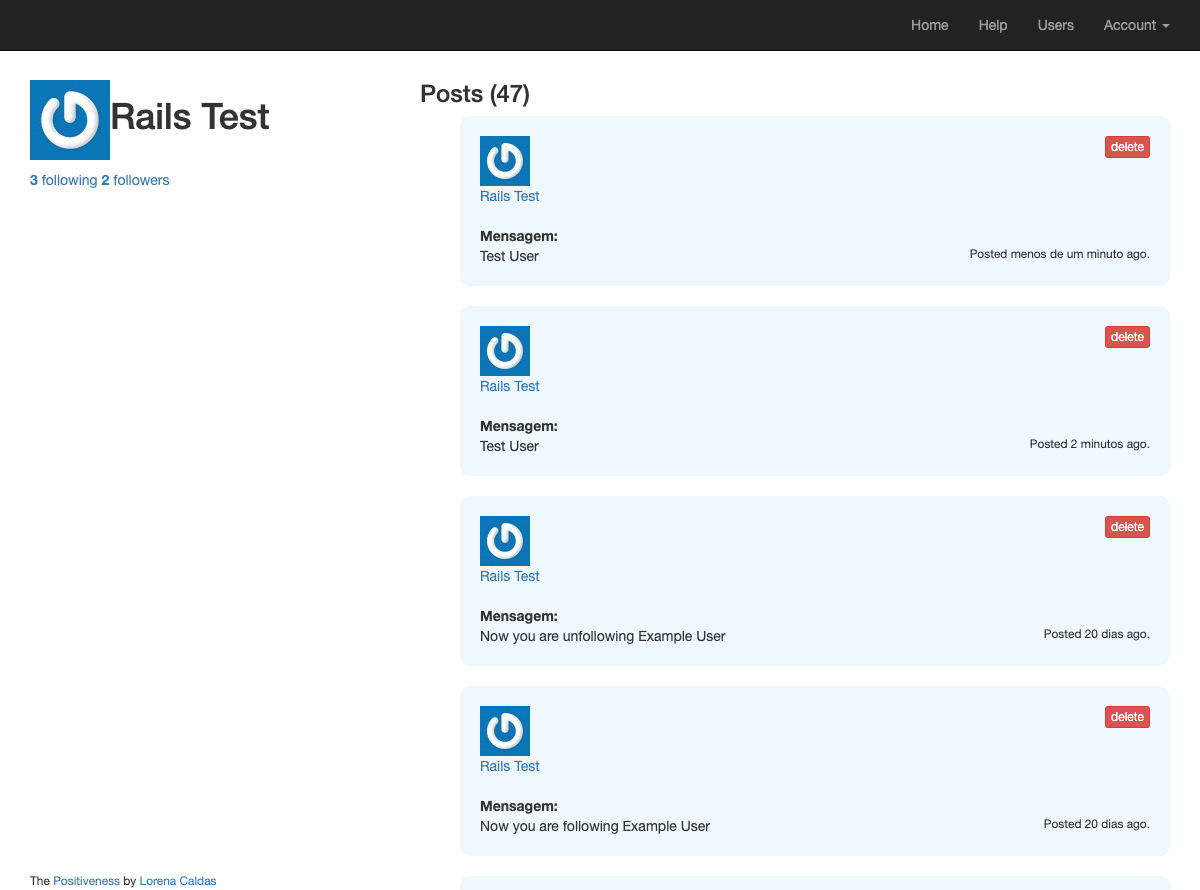 Home Help Users Account
Rails Test
3 following 2 followers
Posts (47)
delete
Rails Test
Mensagem:
Test User
Posted menos de um minuto ago.
delete
Rails Test
Mensagem:
Test User
Posted 2 minutos ago.
delete
Rails Test
Mensagem:
Now you are unfollowing Example User
Posted 20 dias ago.
delete
Rails Test
Mensagem:
Now you are following Example User
Posted 20 dias ago.
The Positiveness by Lorena Caldas